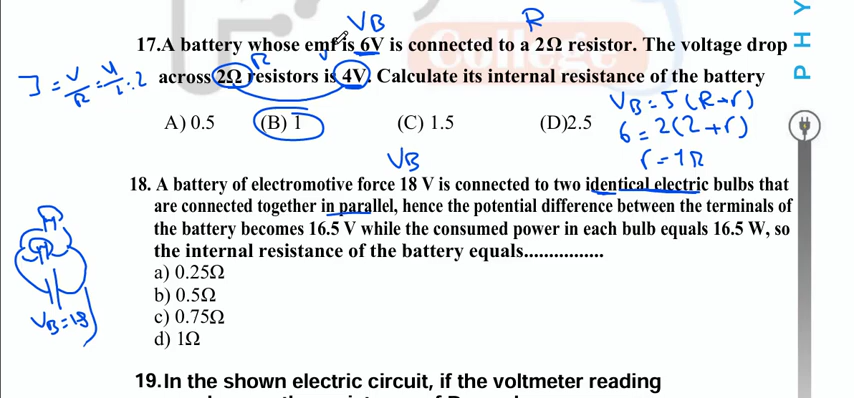 VB
R
17.A battery whose emf is 6V is connected to a 2Ω resistor. The voltage drop
R V
I = V/R = 4/2 = 2
across 2Ω resistors is 4V. Calculate its internal resistance of the battery
A) 0.5 (B) 1 (C) 1.5 (D)2.5
VB = I (R+r)
6 = 2(2+r)
r = 1Ω
VB
18. A battery of electromotive force 18 V is connected to two identical electric bulbs that
are connected together in parallel, hence the potential difference between the terminals of
the battery becomes 16.5 V while the consumed power in each bulb equals 16.5 W, so
the internal resistance of the battery equals................
a) 0.25Ω
b) 0.5Ω
c) 0.75Ω
d) 1Ω
VB=18
19.In the shown electric circuit, if the voltmeter reading
PHY